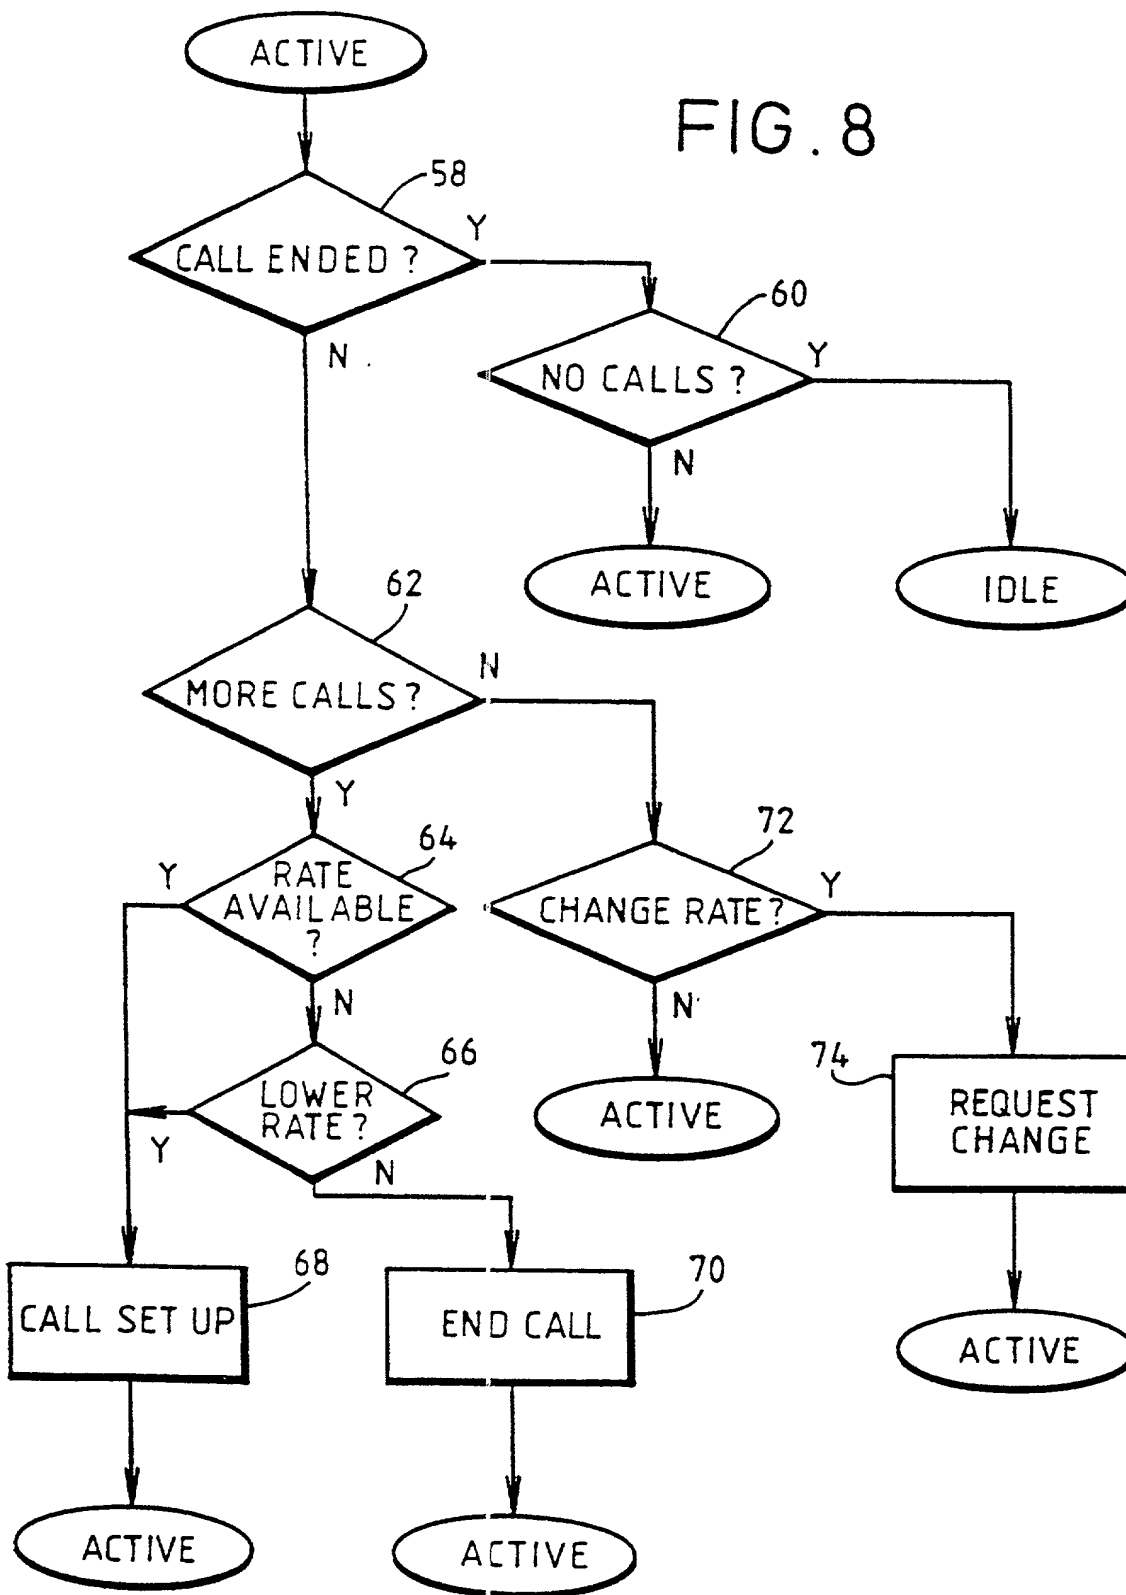 ACTIVE
FIG. 8
58
CALL ENDED ?
Y
N
60
NO CALLS ?
Y
N
ACTIVE
IDLE
62
MORE CALLS ?
N
Y
64
RATE
AVAILABLE
?
Y
N
72
CHANGE RATE ?
Y
N
66
LOWER
RATE ?
Y
N
ACTIVE
74
REQUEST
CHANGE
68
CALL SET UP
70
END CALL
ACTIVE
ACTIVE
ACTIVE